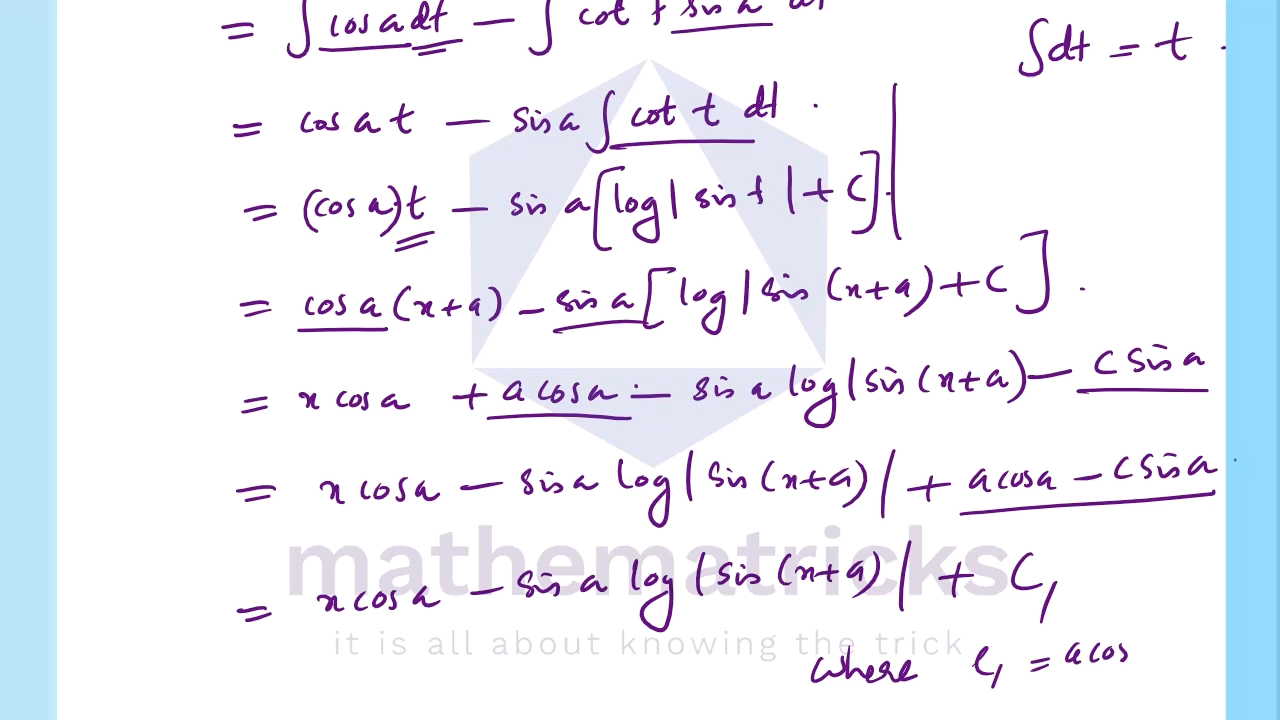 = ∫ cos a dt — ∫ cot t sin a dt
∫dt = t .
= cos a t — sin a ∫ cot t dt .
= (cos a) t — sin a [log | sin t | + C] .
= cos a (x+a) – sin a [ log | sin (x+a) + C ] .
= x cos a + a cos a — sin a log | sin (x+a) — C sin a
= x cos a — sin a log | sin (x+a) | + a cos a – C sin a
mathematricks
= x cos a — sin a log | sin (x+a) | + C₁
it is all about knowing the trick
where C₁ = a cos